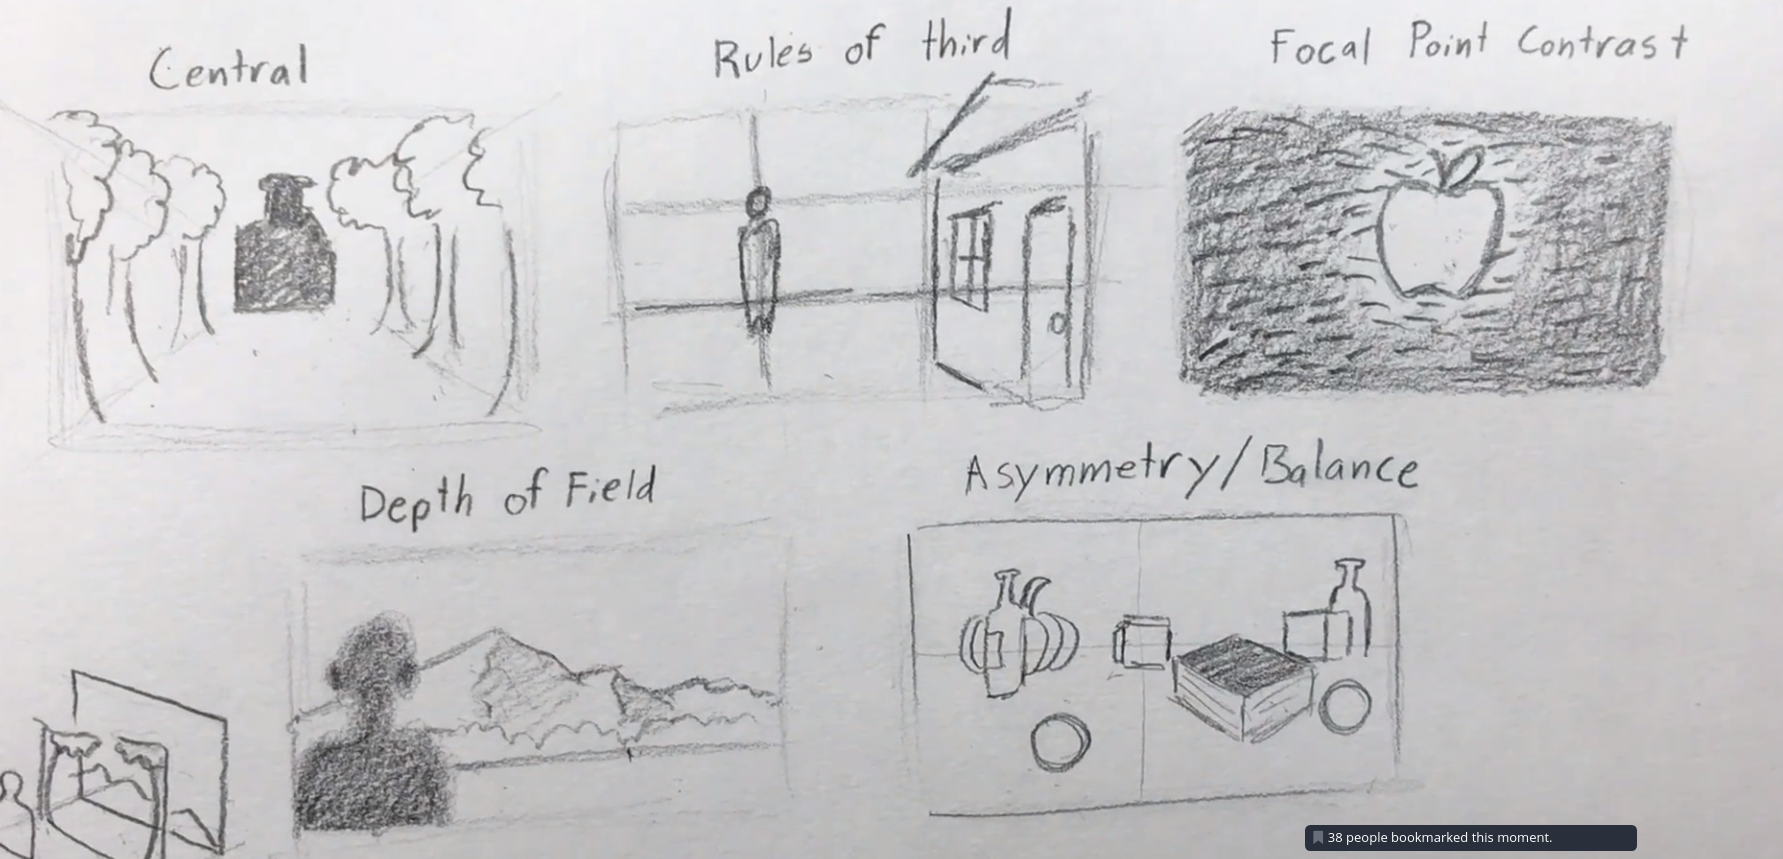 Central
Rules of third
Focal Point Contrast
Depth of Field
Asymmetry/Balance
38 people bookmarked this moment.